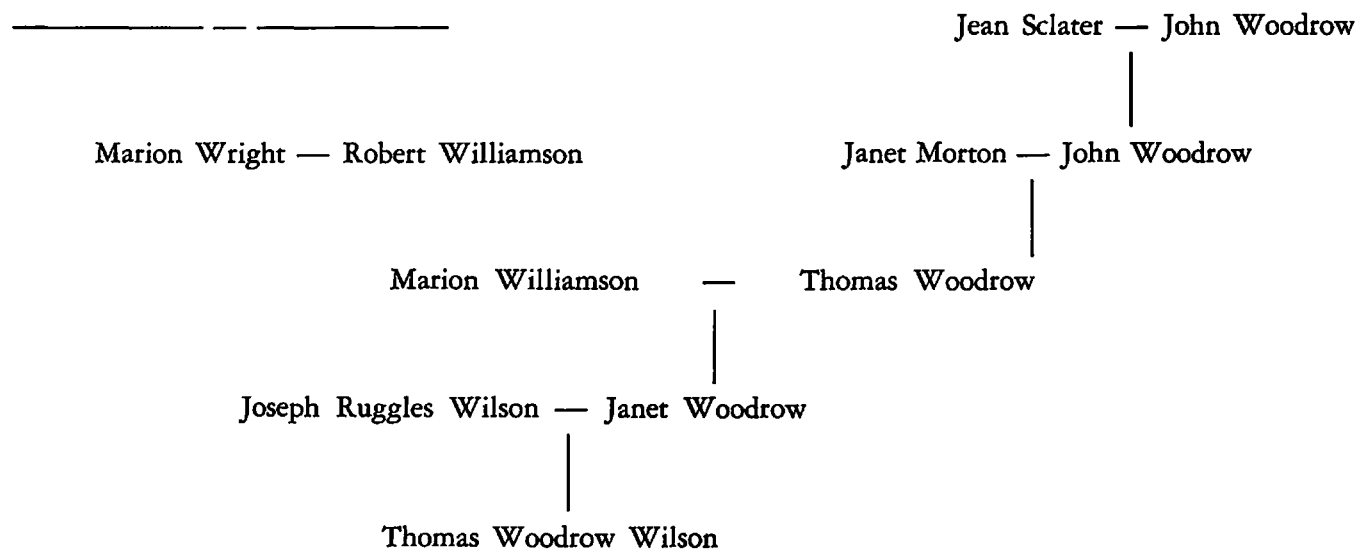 Jean Sclater — John Woodrow
Marion Wright — Robert Williamson
Janet Morton — John Woodrow
Marion Williamson — Thomas Woodrow
Joseph Ruggles Wilson — Janet Woodrow
Thomas Woodrow Wilson